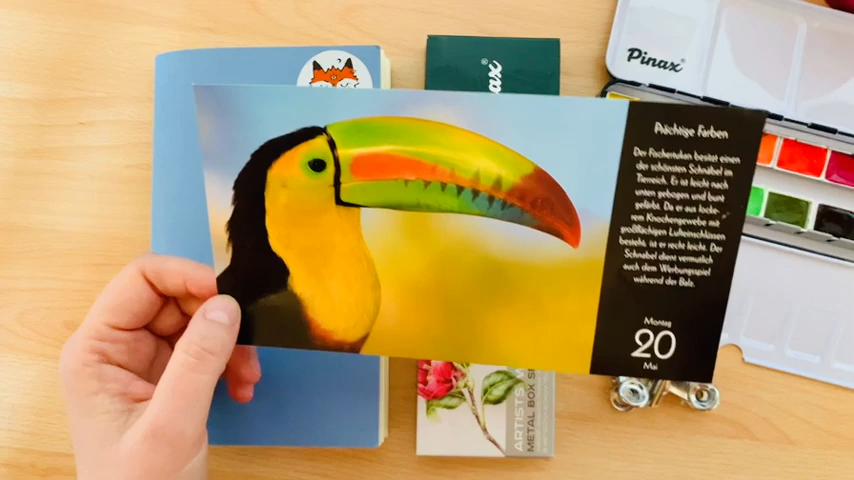 Pinax®
Pinax®
Prächtige Farben
Der Fischertukan besitzt einen
der schönsten Schnäbel im
Tierreich. Er ist leicht nach
unten gebogen und bunt
gefärbt. Da er aus locke-
rem Knochengewebe mit
großflächigen Lufteinschlüssen
besteht, ist er recht leicht. Der
Schnabel dient vermutlich
auch dem Werbungsspiel
während der Balz.
Montag
20
Mai
ARTISTS W
METAL BOX SE